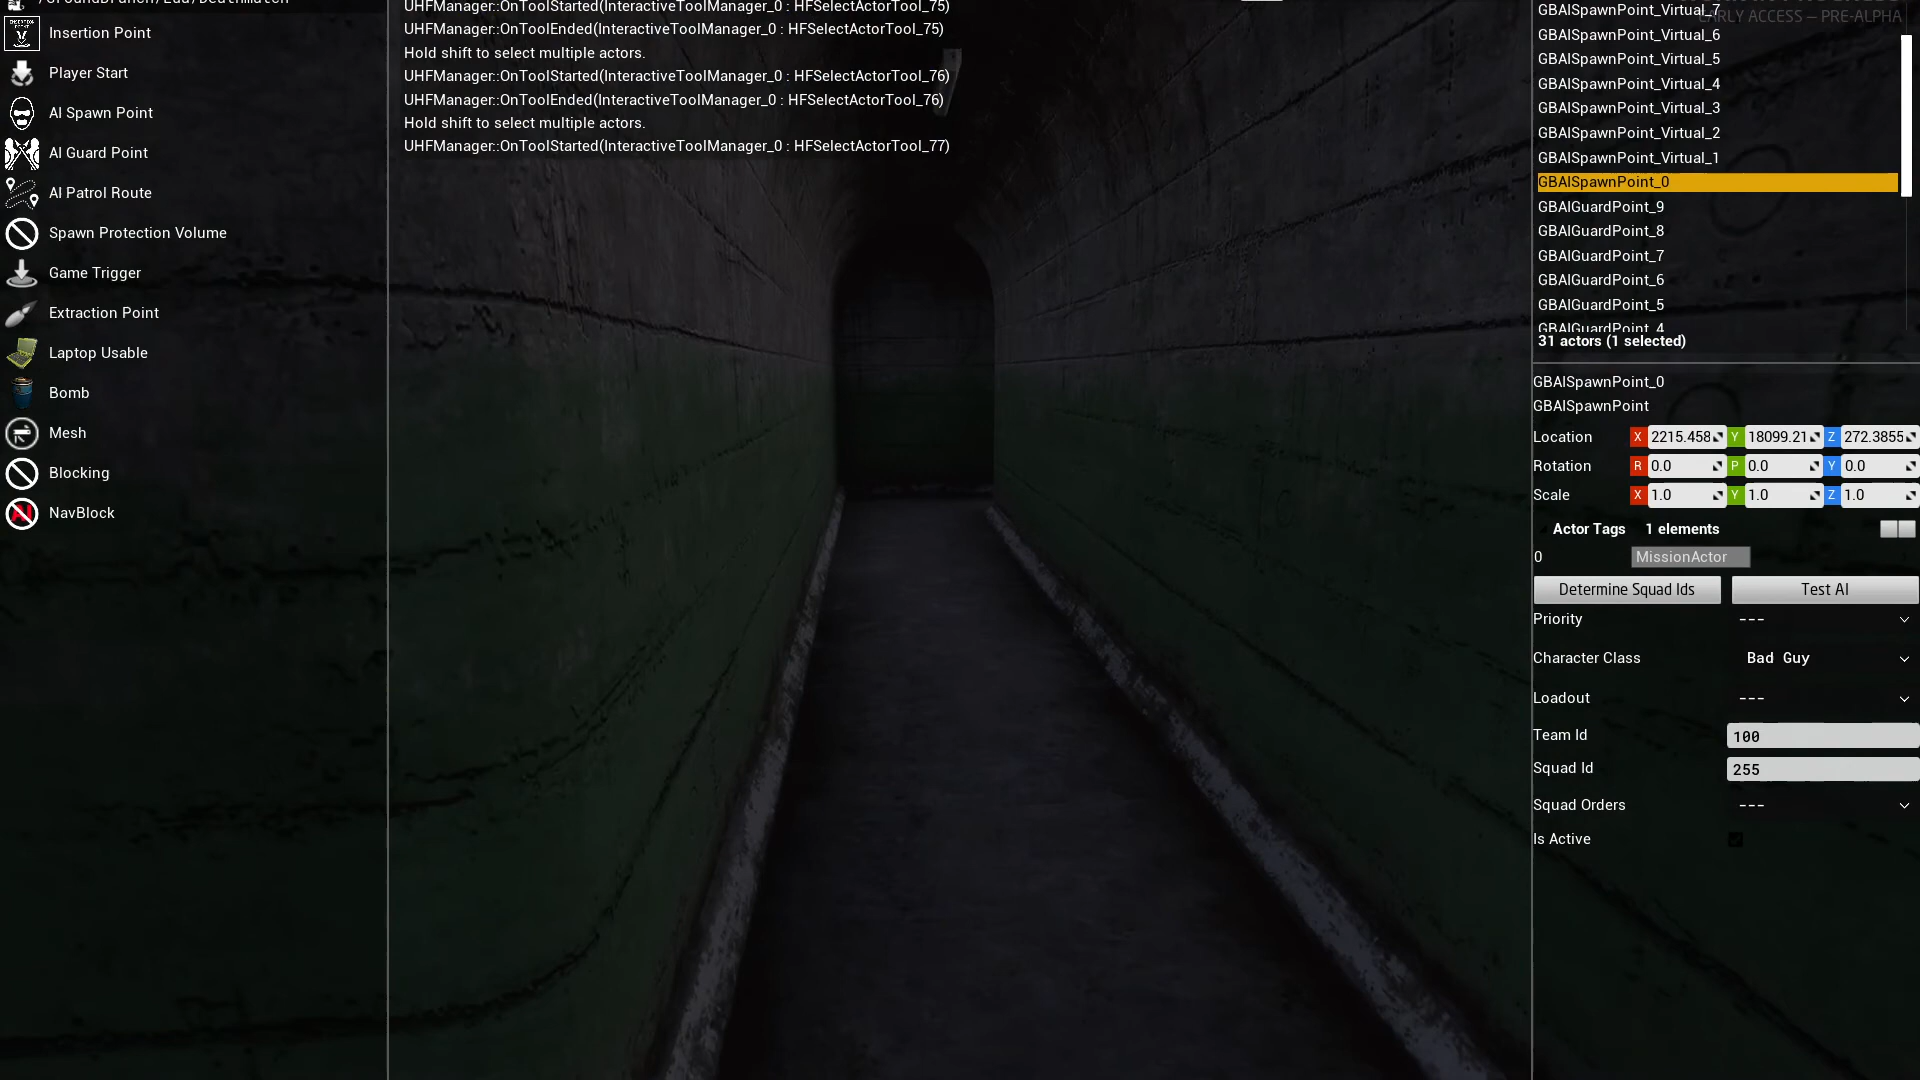 Insertion Point
Player Start
AI Spawn Point
AI Guard Point
AI Patrol Route
Spawn Protection Volume
Game Trigger
Extraction Point
Laptop Usable
Bomb
Mesh
Blocking
NavBlock
UHFManager::OnToolStarted(InteractiveToolManager_0 : HFSelectActorTool_75)
UHFManager::OnToolEnded(InteractiveToolManager_0 : HFSelectActorTool_75)
Hold shift to select multiple actors.
UHFManager::OnToolStarted(InteractiveToolManager_0 : HFSelectActorTool_76)
UHFManager::OnToolEnded(InteractiveToolManager_0 : HFSelectActorTool_76)
Hold shift to select multiple actors.
UHFManager::OnToolStarted(InteractiveToolManager_0 : HFSelectActorTool_77)
EARLY ACCESS — PRE-ALPHA
GBAISpawnPoint_Virtual_7
GBAISpawnPoint_Virtual_6
GBAISpawnPoint_Virtual_5
GBAISpawnPoint_Virtual_4
GBAISpawnPoint_Virtual_3
GBAISpawnPoint_Virtual_2
GBAISpawnPoint_Virtual_1
GBAISpawnPoint_0
GBAIGuardPoint_9
GBAIGuardPoint_8
GBAIGuardPoint_7
GBAIGuardPoint_6
GBAIGuardPoint_5
GBAIGuardPoint_4
31 actors (1 selected)
GBAISpawnPoint_0
GBAISpawnPoint
Location X 2215.458 Y 18099.21 Z 272.3855
Rotation R 0.0 P 0.0 Y 0.0
Scale X 1.0 Y 1.0 Z 1.0
Actor Tags 1 elements
0 MissionActor
Determine Squad Ids Test AI
Priority ---
Character Class Bad Guy
Loadout ---
Team Id 100
Squad Id 255
Squad Orders ---
Is Active